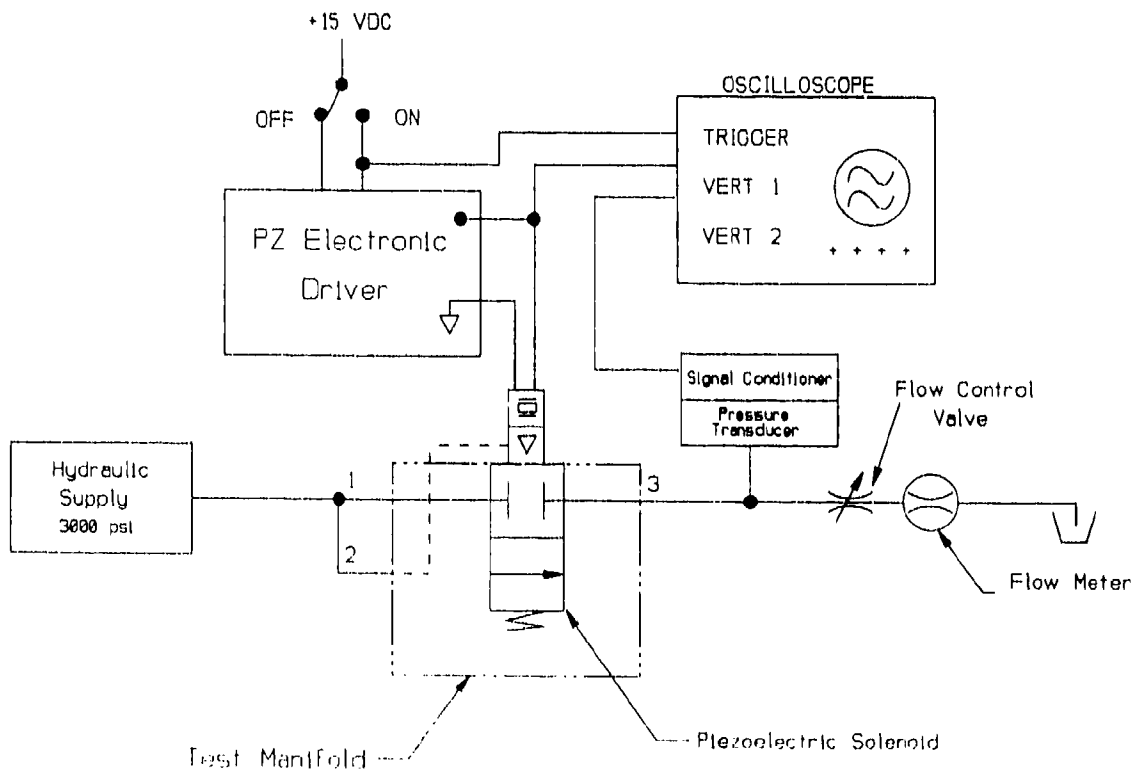 +15 VDC
OFF
ON
OSCILLOSCOPE
TRIGGER
VERT 1
VERT 2
+ + + +
PZ Electronic
Driver
Signal Conditioner
Pressure
Transducer
Flow Control
Valve
Hydraulic
Supply
3000 psi
1
2
3
Flow Meter
Test Manifold
Piezoelectric Solenoid